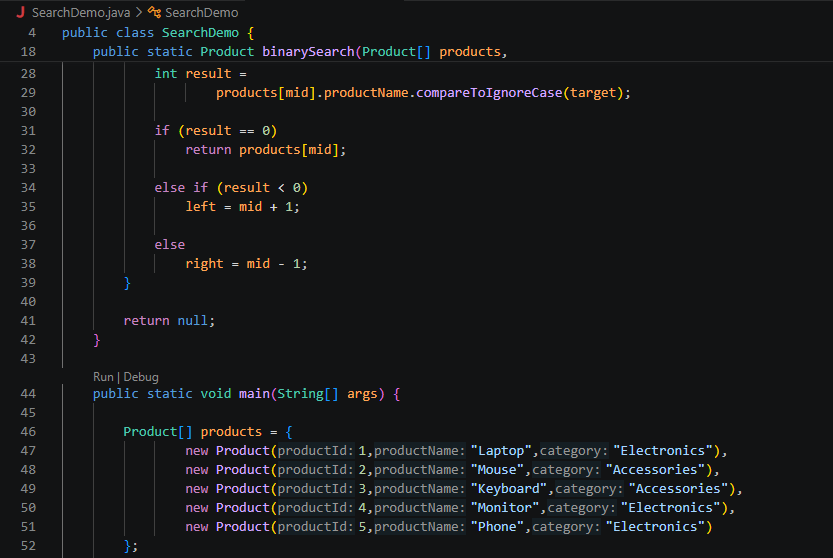 SearchDemo.java > SearchDemo
4 public class SearchDemo {
18 public static Product binarySearch(Product[] products,
28 int result =
29 products[mid].productName.compareToIgnoreCase(target);
30
31 if (result == 0)
32 return products[mid];
33
34 else if (result < 0)
35 left = mid + 1;
36
37 else
38 right = mid - 1;
39 }
40
41 return null;
42 }
43
Run | Debug
44 public static void main(String[] args) {
45
46 Product[] products = {
47 new Product(productId: 1,productName: "Laptop",category: "Electronics"),
48 new Product(productId: 2,productName: "Mouse",category: "Accessories"),
49 new Product(productId: 3,productName: "Keyboard",category: "Accessories"),
50 new Product(productId: 4,productName: "Monitor",category: "Electronics"),
51 new Product(productId: 5,productName: "Phone",category: "Electronics")
52 };